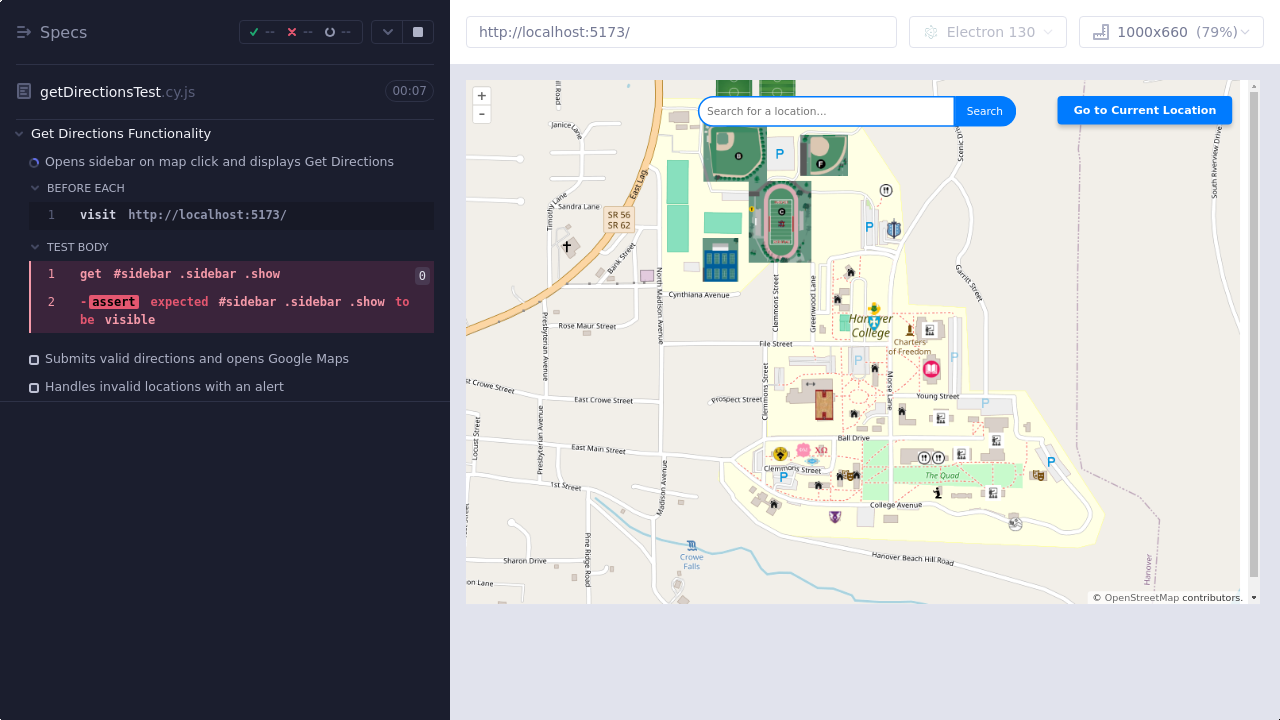 Specs
--
--
--
getDirectionsTest.cy.js
00:07
Get Directions Functionality
Opens sidebar on map click and displays Get Directions
BEFORE EACH
1 visit http://localhost:5173/
TEST BODY
1 get #sidebar .sidebar .show
0
2 -assert expected #sidebar .sidebar .show to
be visible
Submits valid directions and opens Google Maps
Handles invalid locations with an alert
http://localhost:5173/
Electron 130
1000x660 (79%)
+
-
Search for a location...
Search
Go to Current Location
Janice Lane
Timothy Lane
Sandra Lane
East Lag
SR 56
SR 62
Bank Street
North Madison Avenue
Cynthiana Avenue
Rose Maur Street
Presbyterian Avenue
Clemmons Street
Greenwood Lane
File Street
Scenic D
South Riverview Drive
Garritt Street
Hanover
College
Charters
of Freedom
Young Street
Morse Lane
Prospect Street
Clemmons Street
st Crowe Street
East Crowe Street
East Main Street
Locust Street
Presbyterian Avenue
1st Street
Madison Avenue
Ball Drive
ΧΩ
Clemmons Street
The Quad
College Avenue
Hanover Beach Hill Road
Crowe
Falls
Pine Ridge Road
Sharon Drive
on Lane
Hanover
P
P
P
P
P
P
P
B
F
C
© OpenStreetMap contributors.